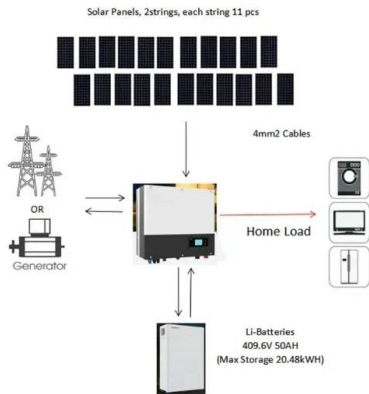 Solar Panels, 2strings, each string 11 pcs
4mm2 Cables
OR
Generator
Home Load
Li-Batteries
409.6V 50AH
(Max Storage 20.48kWH)